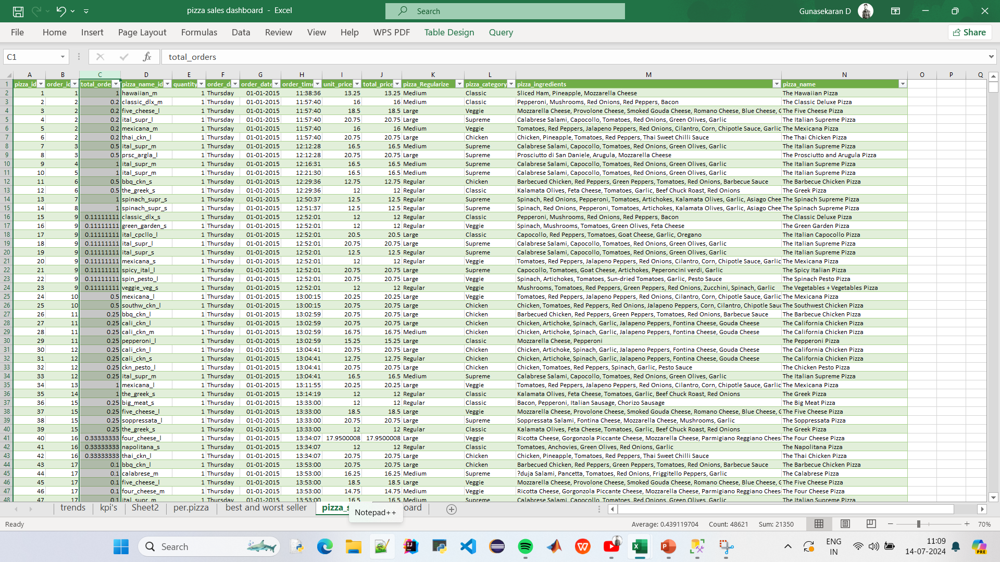 pizza sales dashboard - Excel
Search
Gunasekaran D
File Home Insert Page Layout Formulas Data Review View Help WPS PDF Table Design Query Share
C1 fx total_orders
A B C D E F G H I J K L M N O P Q
1 pizza_id order_id total_orde pizza_name_id quantity order_d order_date order_time unit_price total_price pizza_Regularize pizza_category pizza_ingredients pizza_name
2 1 1 1 hawaiian_m 1 Thursday 01-01-2015 11:38:36 13.25 13.25 Medium Classic Sliced Ham, Pineapple, Mozzarella Cheese The Hawaiian Pizza
3 2 2 0.2 classic_dlx_m 1 Thursday 01-01-2015 11:57:40 16 16 Medium Classic Pepperoni, Mushrooms, Red Onions, Red Peppers, Bacon The Classic Deluxe Pizza
4 3 2 0.2 five_cheese_l 1 Thursday 01-01-2015 11:57:40 18.5 18.5 Large Veggie Mozzarella Cheese, Provolone Cheese, Smoked Gouda Cheese, Romano Cheese, Blue Cheese, G The Five Cheese Pizza
5 4 2 0.2 ital_supr_l 1 Thursday 01-01-2015 11:57:40 20.75 20.75 Large Supreme Calabrese Salami, Capocollo, Tomatoes, Red Onions, Green Olives, Garlic The Italian Supreme Pizza
6 5 2 0.2 mexicana_m 1 Thursday 01-01-2015 11:57:40 16 16 Medium Veggie Tomatoes, Red Peppers, Jalapeno Peppers, Red Onions, Cilantro, Corn, Chipotle Sauce, Garlic The Mexicana Pizza
7 6 2 0.2 thai_ckn_l 1 Thursday 01-01-2015 11:57:40 20.75 20.75 Large Chicken Chicken, Pineapple, Tomatoes, Red Peppers, Thai Sweet Chilli Sauce The Thai Chicken Pizza
8 7 3 0.5 ital_supr_m 1 Thursday 01-01-2015 12:12:28 16.5 16.5 Medium Supreme Calabrese Salami, Capocollo, Tomatoes, Red Onions, Green Olives, Garlic The Italian Supreme Pizza
9 8 3 0.5 prsc_argla_l 1 Thursday 01-01-2015 12:12:28 20.75 20.75 Large Supreme Prosciutto di San Daniele, Arugula, Mozzarella Cheese The Prosciutto and Arugula Pizza
10 9 4 1 ital_supr_m 1 Thursday 01-01-2015 12:16:31 16.5 16.5 Medium Supreme Calabrese Salami, Capocollo, Tomatoes, Red Onions, Green Olives, Garlic The Italian Supreme Pizza
11 10 5 1 ital_supr_m 1 Thursday 01-01-2015 12:21:30 16.5 16.5 Medium Supreme Calabrese Salami, Capocollo, Tomatoes, Red Onions, Green Olives, Garlic The Italian Supreme Pizza
12 11 6 0.5 bbq_ckn_s 1 Thursday 01-01-2015 12:29:36 12.75 12.75 Regular Chicken Barbecued Chicken, Red Peppers, Green Peppers, Tomatoes, Red Onions, Barbecue Sauce The Barbecue Chicken Pizza
13 12 6 0.5 the_greek_s 1 Thursday 01-01-2015 12:29:36 12 12 Regular Classic Kalamata Olives, Feta Cheese, Tomatoes, Garlic, Beef Chuck Roast, Red Onions The Greek Pizza
14 13 7 1 spinach_supr_s 1 Thursday 01-01-2015 12:50:37 12.5 12.5 Regular Supreme Spinach, Red Onions, Pepperoni, Tomatoes, Artichokes, Kalamata Olives, Garlic, Asiago Chee The Spinach Supreme Pizza
15 14 8 1 spinach_supr_s 1 Thursday 01-01-2015 12:51:37 12.5 12.5 Regular Supreme Spinach, Red Onions, Pepperoni, Tomatoes, Artichokes, Kalamata Olives, Garlic, Asiago Chee The Spinach Supreme Pizza
16 15 9 0.11111111 classic_dlx_s 1 Thursday 01-01-2015 12:52:01 12 12 Regular Classic Pepperoni, Mushrooms, Red Onions, Red Peppers, Bacon The Classic Deluxe Pizza
17 16 9 0.11111111 green_garden_s 1 Thursday 01-01-2015 12:52:01 12 12 Regular Veggie Spinach, Mushrooms, Tomatoes, Green Olives, Feta Cheese The Green Garden Pizza
18 17 9 0.11111111 ital_cpcllo_l 1 Thursday 01-01-2015 12:52:01 20.5 20.5 Large Classic Capocollo, Red Peppers, Tomatoes, Goat Cheese, Garlic, Oregano The Italian Capocollo Pizza
19 18 9 0.11111111 ital_supr_l 1 Thursday 01-01-2015 12:52:01 20.75 20.75 Large Supreme Calabrese Salami, Capocollo, Tomatoes, Red Onions, Green Olives, Garlic The Italian Supreme Pizza
20 19 9 0.11111111 ital_supr_s 1 Thursday 01-01-2015 12:52:01 12.5 12.5 Regular Supreme Calabrese Salami, Capocollo, Tomatoes, Red Onions, Green Olives, Garlic The Italian Supreme Pizza
21 20 9 0.11111111 mexicana_s 1 Thursday 01-01-2015 12:52:01 12 12 Regular Veggie Tomatoes, Red Peppers, Jalapeno Peppers, Red Onions, Cilantro, Corn, Chipotle Sauce, Garlic The Mexicana Pizza
22 21 9 0.11111111 spicy_ital_l 1 Thursday 01-01-2015 12:52:01 20.75 20.75 Large Supreme Capocollo, Tomatoes, Goat Cheese, Artichokes, Peperoncini verdi, Garlic The Spicy Italian Pizza
23 22 9 0.11111111 spin_pesto_l 1 Thursday 01-01-2015 12:52:01 20.75 20.75 Large Veggie Spinach, Artichokes, Tomatoes, Sun-dried Tomatoes, Garlic, Pesto Sauce The Spinach Pesto Pizza
24 23 9 0.11111111 veggie_veg_s 1 Thursday 01-01-2015 12:52:01 12 12 Regular Veggie Mushrooms, Tomatoes, Red Peppers, Green Peppers, Red Onions, Zucchini, Spinach, Garlic The Vegetables + Vegetables Pizza
25 24 10 0.5 mexicana_l 1 Thursday 01-01-2015 13:00:15 20.25 20.25 Large Veggie Tomatoes, Red Peppers, Jalapeno Peppers, Red Onions, Cilantro, Corn, Chipotle Sauce, Garlic The Mexicana Pizza
26 25 10 0.5 southw_ckn_l 1 Thursday 01-01-2015 13:00:15 20.75 20.75 Large Chicken Chicken, Tomatoes, Red Peppers, Red Onions, Jalapeno Peppers, Corn, Cilantro, Chipotle Sau The Southwest Chicken Pizza
27 26 11 0.25 bbq_ckn_l 1 Thursday 01-01-2015 13:02:59 20.75 20.75 Large Chicken Barbecued Chicken, Red Peppers, Green Peppers, Tomatoes, Red Onions, Barbecue Sauce The Barbecue Chicken Pizza
28 27 11 0.25 cali_ckn_l 1 Thursday 01-01-2015 13:02:59 20.75 20.75 Large Chicken Chicken, Artichoke, Spinach, Garlic, Jalapeno Peppers, Fontina Cheese, Gouda Cheese The California Chicken Pizza
29 28 11 0.25 cali_ckn_m 1 Thursday 01-01-2015 13:02:59 16.75 16.75 Medium Chicken Chicken, Artichoke, Spinach, Garlic, Jalapeno Peppers, Fontina Cheese, Gouda Cheese The California Chicken Pizza
30 29 11 0.25 pepperoni_l 1 Thursday 01-01-2015 13:02:59 15.25 15.25 Large Classic Mozzarella Cheese, Pepperoni The Pepperoni Pizza
31 30 12 0.25 cali_ckn_l 1 Thursday 01-01-2015 13:04:41 20.75 20.75 Large Chicken Chicken, Artichoke, Spinach, Garlic, Jalapeno Peppers, Fontina Cheese, Gouda Cheese The California Chicken Pizza
32 31 12 0.25 cali_ckn_s 1 Thursday 01-01-2015 13:04:41 12.75 12.75 Regular Chicken Chicken, Artichoke, Spinach, Garlic, Jalapeno Peppers, Fontina Cheese, Gouda Cheese The California Chicken Pizza
33 32 12 0.25 ckn_pesto_l 1 Thursday 01-01-2015 13:04:41 20.75 20.75 Large Chicken Chicken, Tomatoes, Red Peppers, Spinach, Garlic, Pesto Sauce The Chicken Pesto Pizza
34 33 12 0.25 ital_supr_m 1 Thursday 01-01-2015 13:04:41 16.5 16.5 Medium Supreme Calabrese Salami, Capocollo, Tomatoes, Red Onions, Green Olives, Garlic The Italian Supreme Pizza
35 34 13 1 mexicana_l 1 Thursday 01-01-2015 13:11:55 20.25 20.25 Large Veggie Tomatoes, Red Peppers, Jalapeno Peppers, Red Onions, Cilantro, Corn, Chipotle Sauce, Garlic The Mexicana Pizza
36 35 14 1 the_greek_s 1 Thursday 01-01-2015 13:14:19 12 12 Regular Classic Kalamata Olives, Feta Cheese, Tomatoes, Garlic, Beef Chuck Roast, Red Onions The Greek Pizza
37 36 15 0.25 big_meat_s 1 Thursday 01-01-2015 13:33:00 12 12 Regular Classic Bacon, Pepperoni, Italian Sausage, Chorizo Sausage The Big Meat Pizza
38 37 15 0.25 five_cheese_l 1 Thursday 01-01-2015 13:33:00 18.5 18.5 Large Veggie Mozzarella Cheese, Provolone Cheese, Smoked Gouda Cheese, Romano Cheese, Blue Cheese, G The Five Cheese Pizza
39 38 15 0.25 soppressata_l 1 Thursday 01-01-2015 13:33:00 20.75 20.75 Large Supreme Soppressata Salami, Fontina Cheese, Mozzarella Cheese, Mushrooms, Garlic The Soppressata Pizza
40 39 15 0.25 the_greek_s 1 Thursday 01-01-2015 13:33:00 12 12 Regular Classic Kalamata Olives, Feta Cheese, Tomatoes, Garlic, Beef Chuck Roast, Red Onions The Greek Pizza
41 40 16 0.33333333 four_cheese_l 1 Thursday 01-01-2015 13:34:07 17.9500008 17.9500008 Large Veggie Ricotta Cheese, Gorgonzola Piccante Cheese, Mozzarella Cheese, Parmigiano Reggiano Chees The Four Cheese Pizza
42 41 16 0.33333333 napolitana_s 1 Thursday 01-01-2015 13:34:07 12 12 Regular Classic Tomatoes, Anchovies, Green Olives, Red Onions, Garlic The Napolitana Pizza
43 42 16 0.33333333 thai_ckn_l 1 Thursday 01-01-2015 13:34:07 20.75 20.75 Large Chicken Chicken, Pineapple, Tomatoes, Red Peppers, Thai Sweet Chilli Sauce The Thai Chicken Pizza
44 43 17 0.1 bbq_ckn_l 1 Thursday 01-01-2015 13:53:00 20.75 20.75 Large Chicken Barbecued Chicken, Red Peppers, Green Peppers, Tomatoes, Red Onions, Barbecue Sauce The Barbecue Chicken Pizza
45 44 17 0.1 calabrese_m 1 Thursday 01-01-2015 13:53:00 16.25 16.25 Medium Supreme ?duja Salami, Pancetta, Tomatoes, Red Onions, Friggitello Peppers, Garlic The Calabrese Pizza
46 45 17 0.1 five_cheese_l 1 Thursday 01-01-2015 13:53:00 18.5 18.5 Large Veggie Mozzarella Cheese, Provolone Cheese, Smoked Gouda Cheese, Romano Cheese, Blue Cheese, G The Five Cheese Pizza
47 46 17 0.1 four_cheese_m 1 Thursday 01-01-2015 13:53:00 14.75 14.75 Medium Veggie Ricotta Cheese, Gorgonzola Piccante Cheese, Mozzarella Cheese, Parmigiano Reggiano Chees The Four Cheese Pizza
48 47 17 0.1 ital_supr_m 1 Thursday 01-01-2015 13:53:00 16.5 16.5 Medium Supreme Calabrese Salami, Capocollo, Tomatoes, Red Onions, Green Olives, Garlic The Italian Supreme Pizza
trends kpi's Sheet2 per.pizza best and worst seller pizza_s oard
Notepad++
Ready Average: 0.439119704 Count: 48621 Sum: 21350 70%
Search ENG 11:09
IN 14-07-2024
PRE